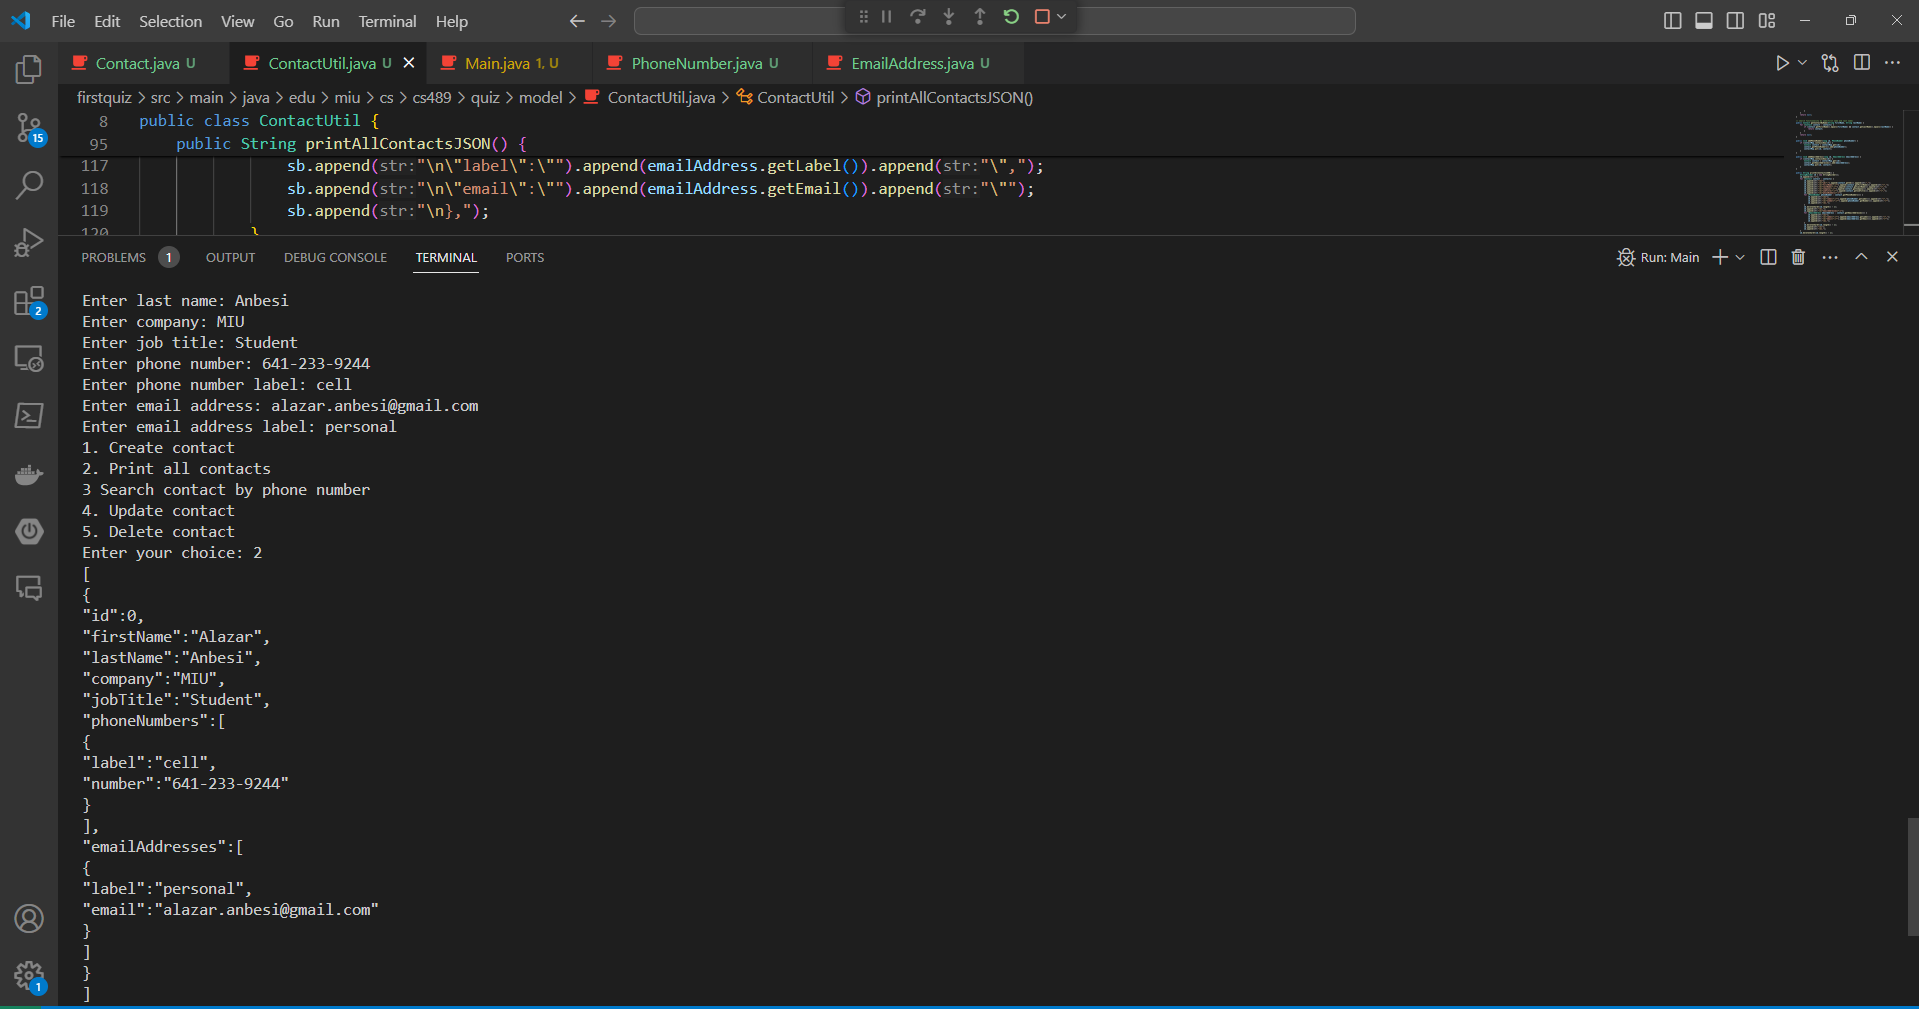 File Edit Selection View Go Run Terminal Help
Contact.java U ContactUtil.java U Main.java 1, U PhoneNumber.java U EmailAddress.java U
firstquiz > src > main > java > edu > miu > cs > cs489 > quiz > model > ContactUtil.java > ContactUtil > printAllContactsJSON()
8 public class ContactUtil {
95 public String printAllContactsJSON() {
117 sb.append(str:"\n\"label\":\"").append(emailAddress.getLabel()).append(str:"\",");
118 sb.append(str:"\n\"email\":\"").append(emailAddress.getEmail()).append(str:"\"");
119 sb.append(str:"\n},");
120 }
15
2
PROBLEMS 1 OUTPUT DEBUG CONSOLE TERMINAL PORTS Run: Main
Enter last name: Anbesi
Enter company: MIU
Enter job title: Student
Enter phone number: 641-233-9244
Enter phone number label: cell
Enter email address: alazar.anbesi@gmail.com
Enter email address label: personal
1. Create contact
2. Print all contacts
3 Search contact by phone number
4. Update contact
5. Delete contact
Enter your choice: 2
[
{
"id":0,
"firstName":"Alazar",
"lastName":"Anbesi",
"company":"MIU",
"jobTitle":"Student",
"phoneNumbers":[
{
"label":"cell",
"number":"641-233-9244"
}
],
"emailAddresses":[
{
"label":"personal",
"email":"alazar.anbesi@gmail.com"
}
]
}
]
1